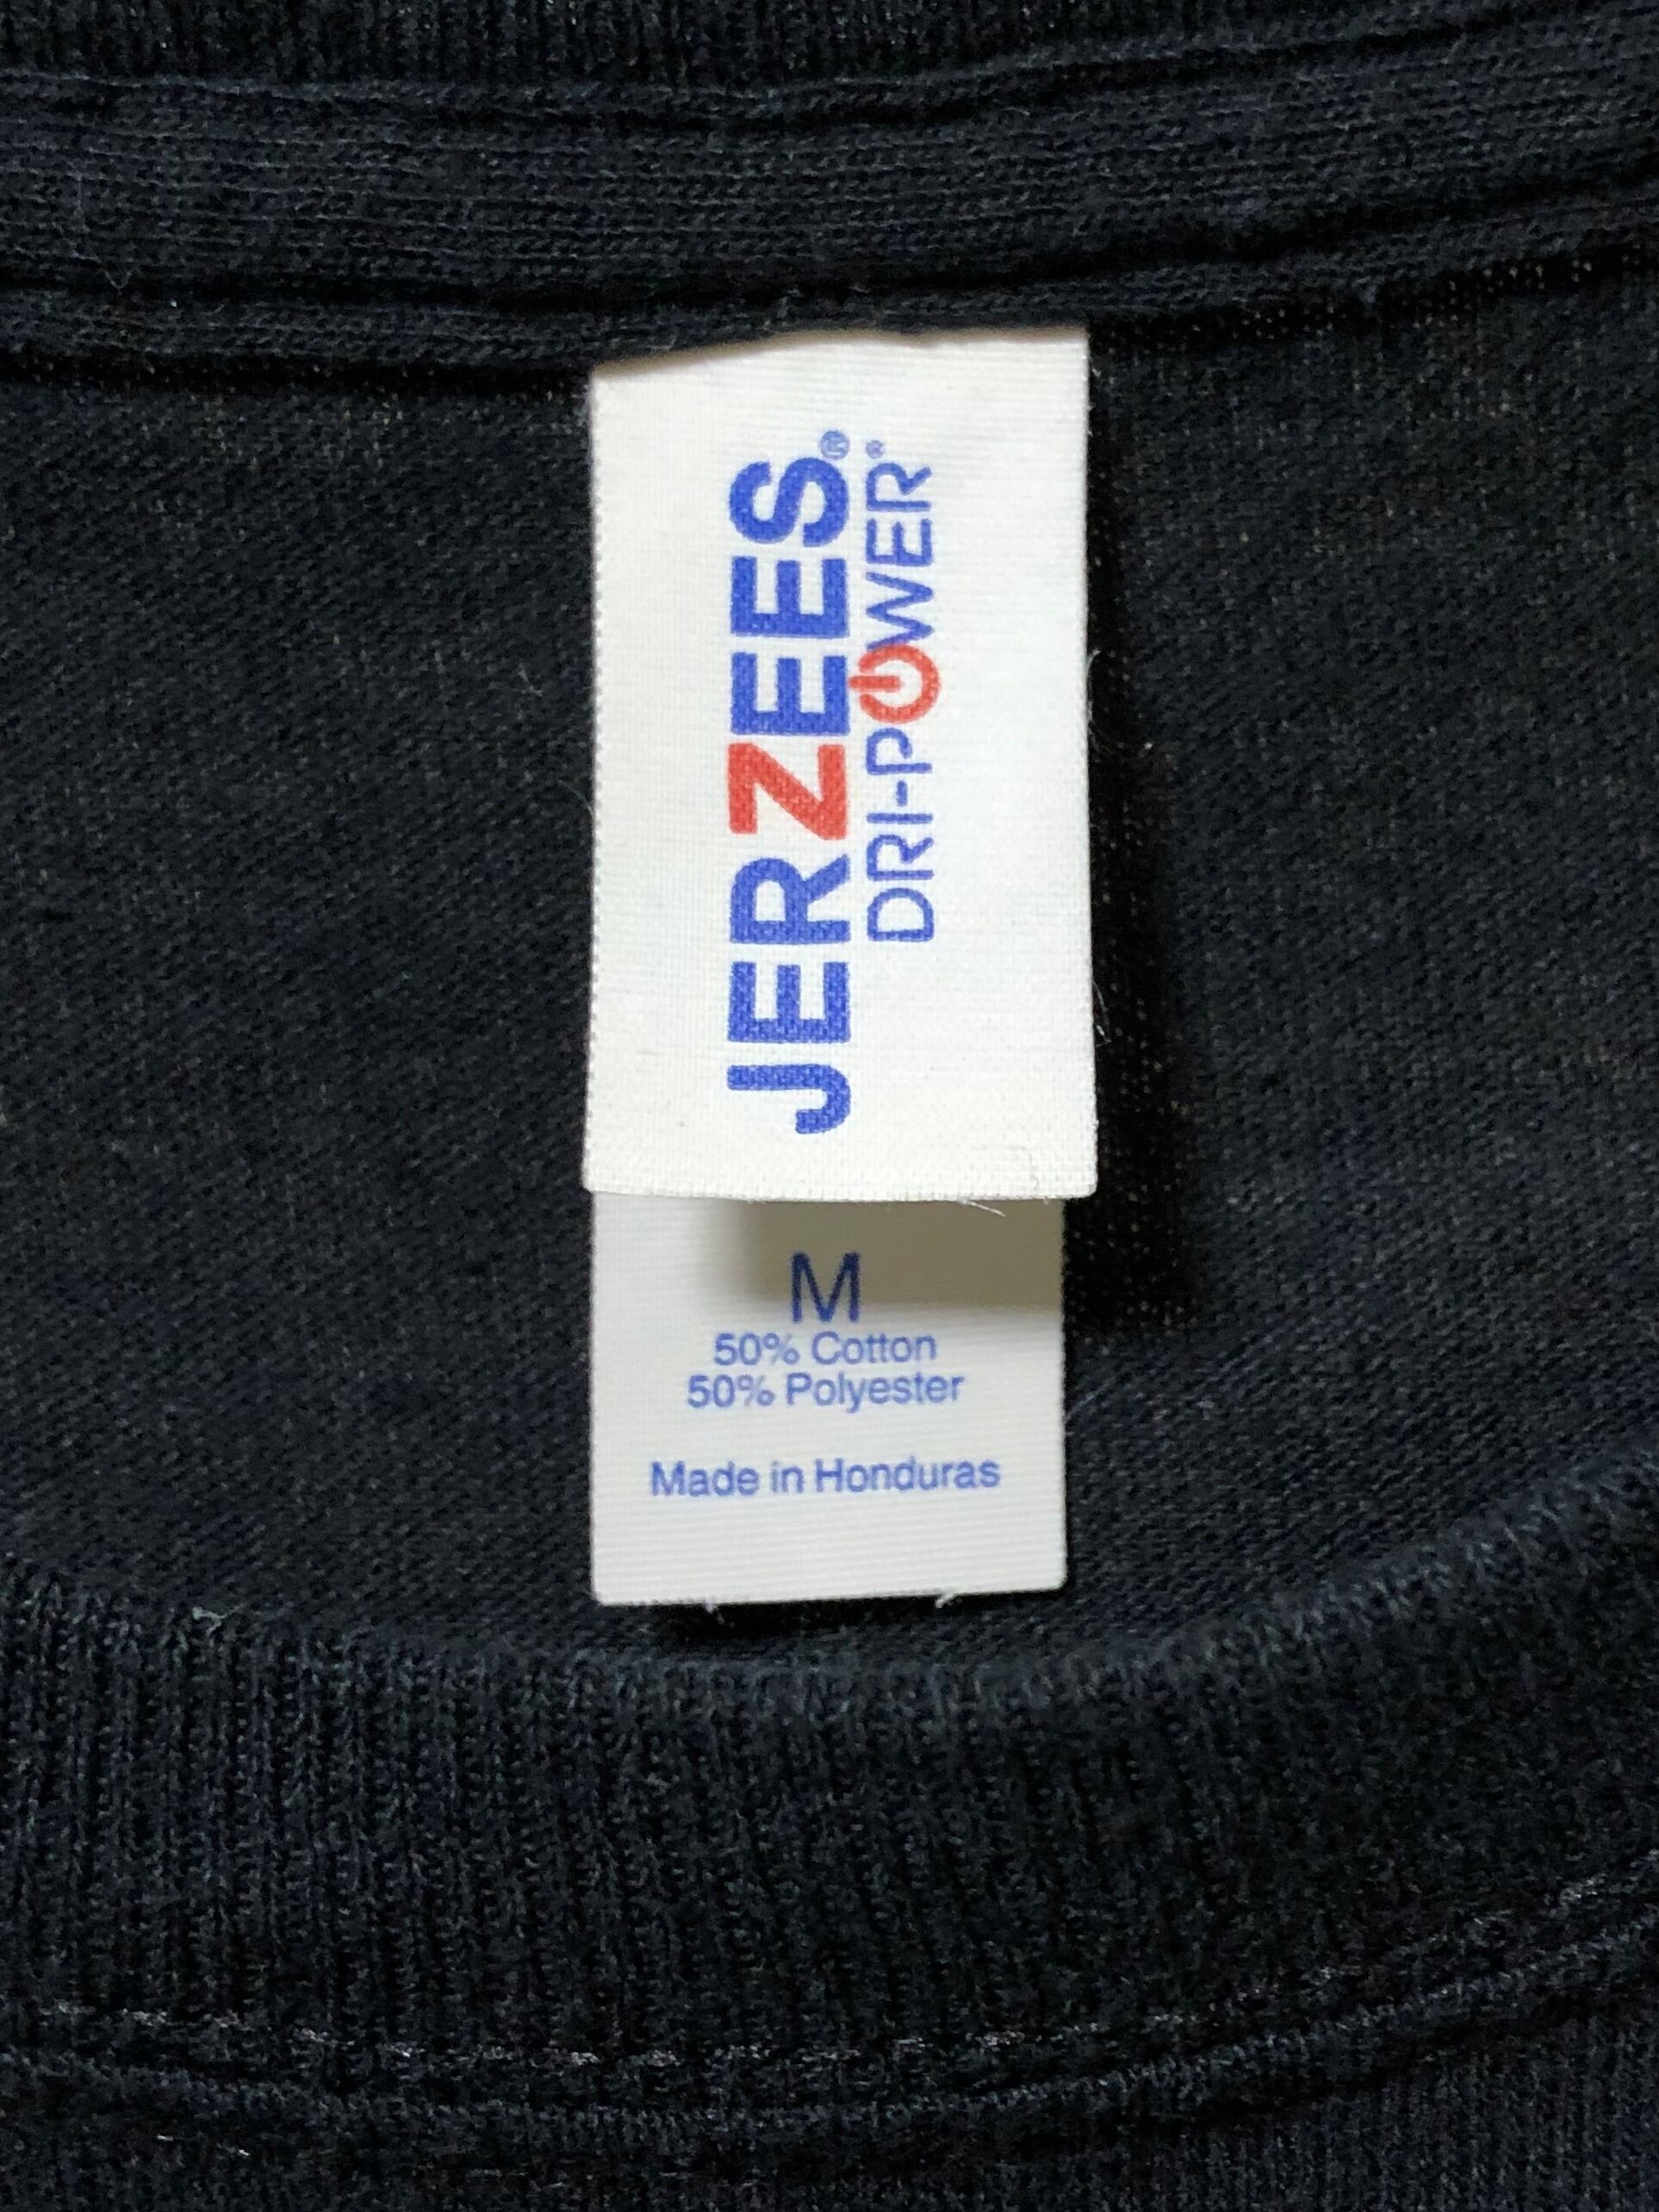 JERZEES®
DRI-POWER®
M
50% Cotton
50% Polyester
Made in Honduras